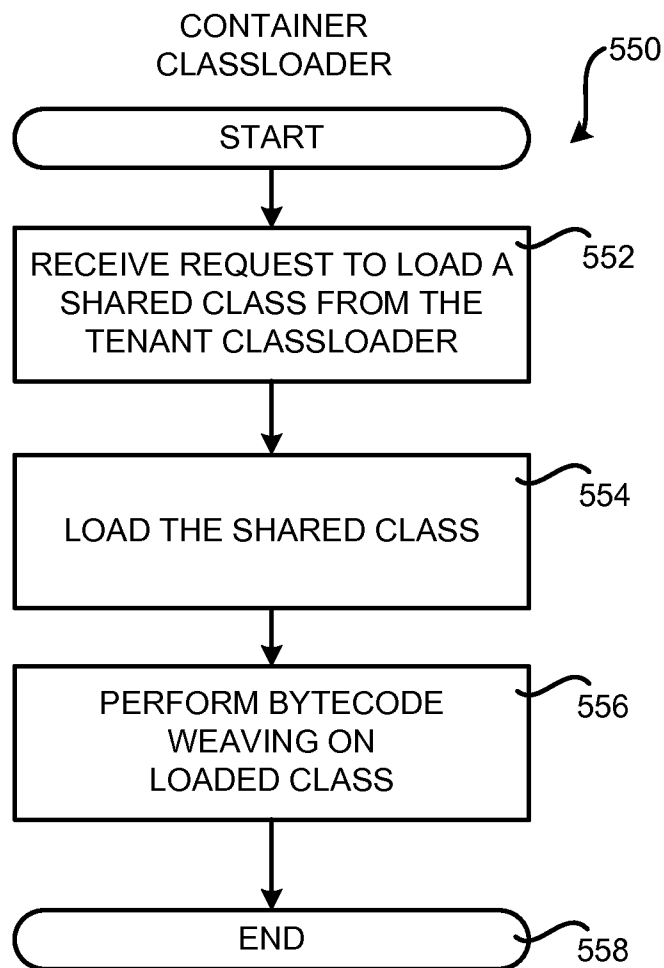 CONTAINER
CLASSLOADER
550
START
RECEIVE REQUEST TO LOAD A
SHARED CLASS FROM THE
TENANT CLASSLOADER
552
LOAD THE SHARED CLASS
554
PERFORM BYTECODE
WEAVING ON
LOADED CLASS
556
END
558